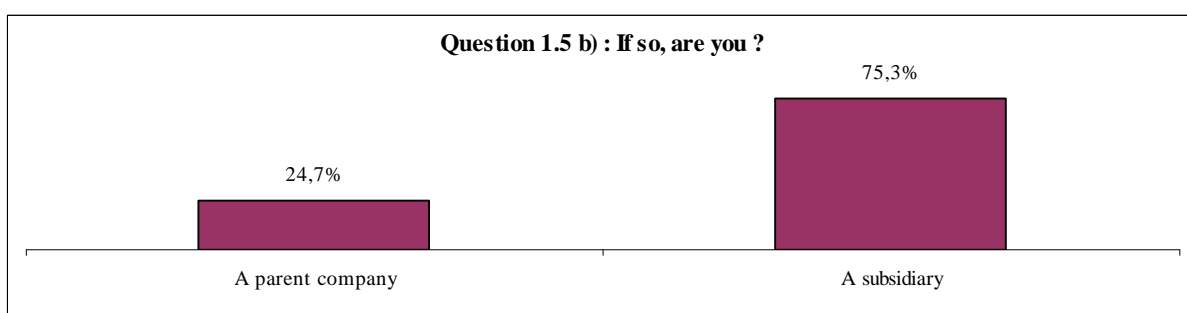 Question 1.5 b) : If so, are you ?
75,3%
24,7%
A parent company
A subsidiary